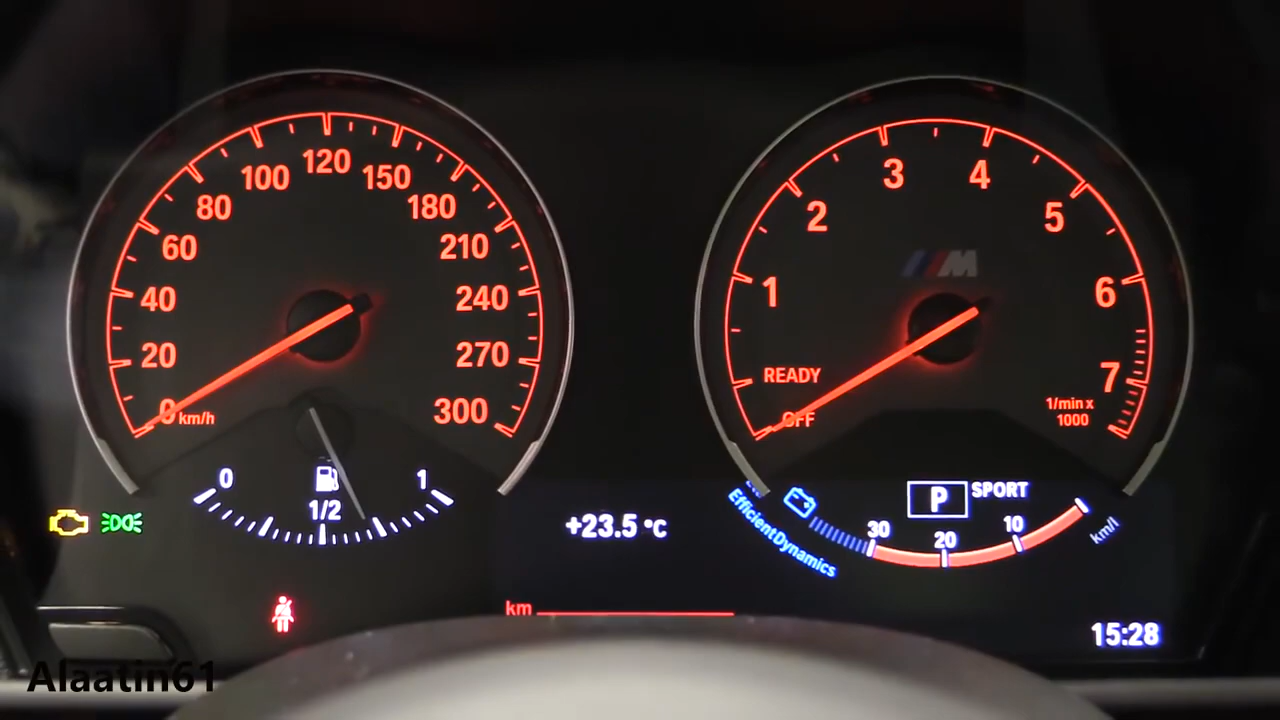 120
100
150
80
180
60
210
40
240
20
270
0 km/h
300
3
4
2
5
M
1
6
READY
7
OFF
1/min x
1000
0
1
1/2
+23.5 °C
P
SPORT
30
20
10
km/l
EfficientDynamics
km
15:28
Alaatin61